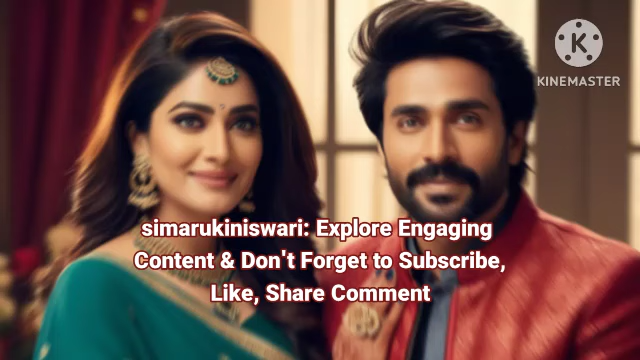 K
KINEMASTER
simarukiniswari: Explore Engaging
Content & Don't Forget to Subscribe,
Like, Share Comment